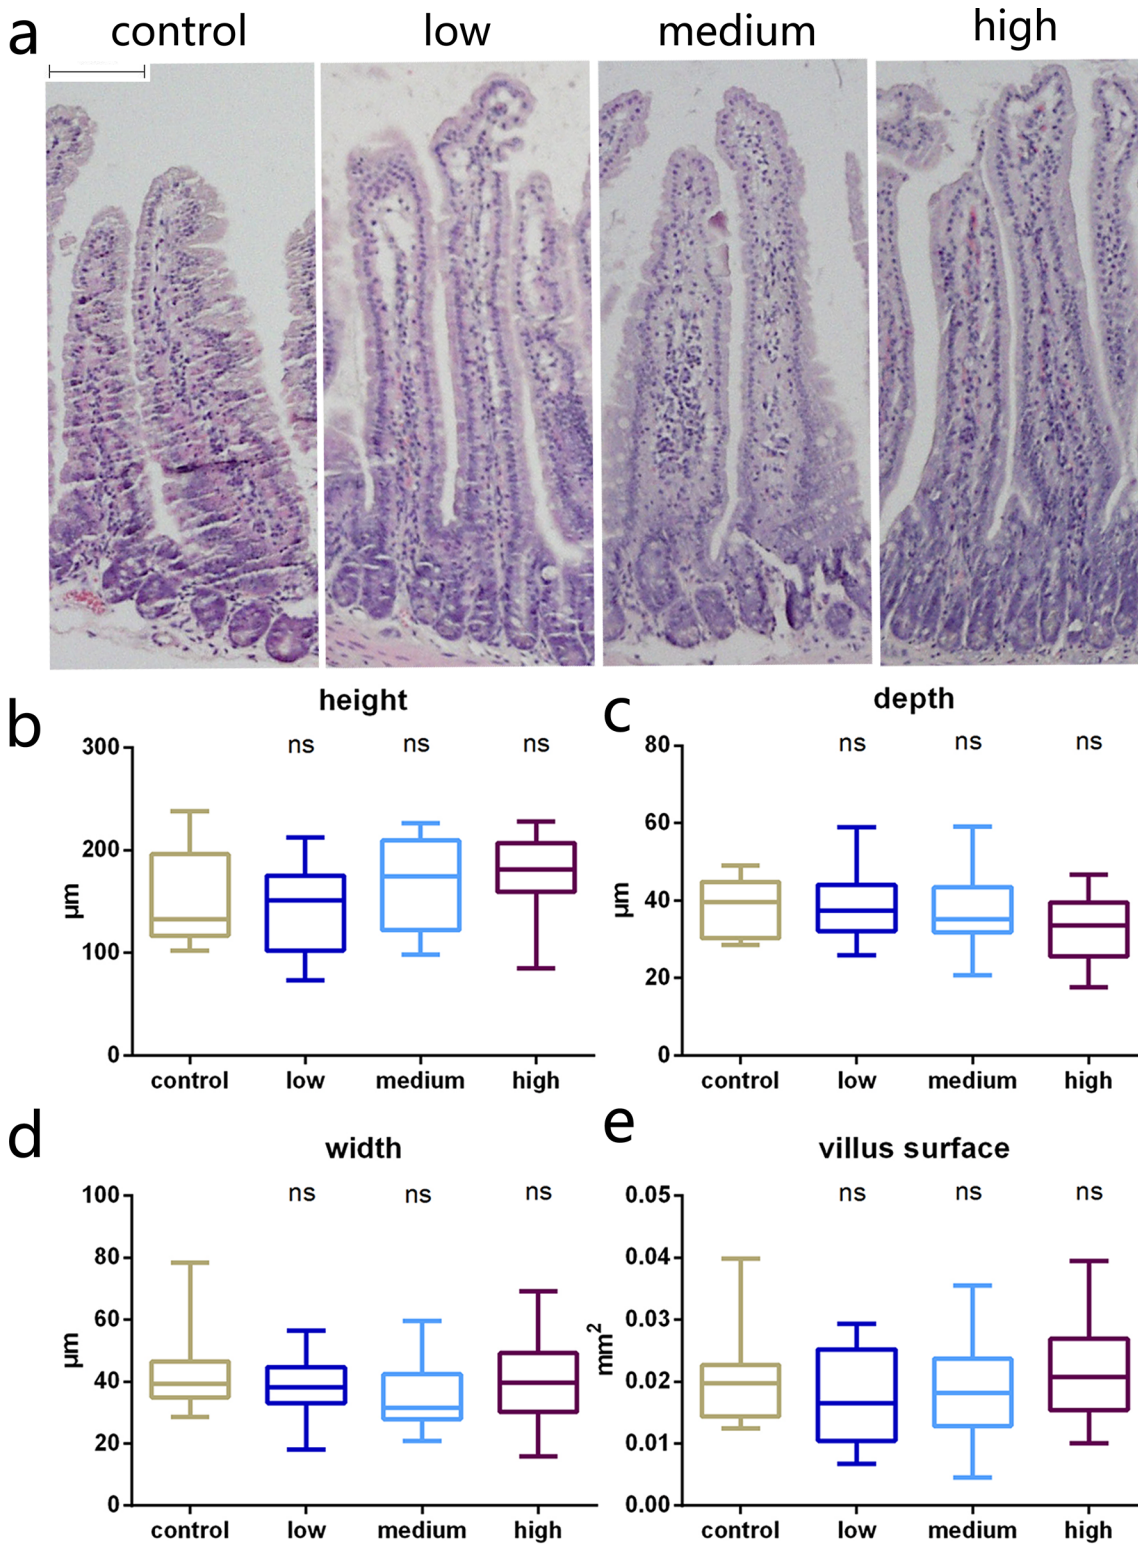 a control low medium high
b height c depth
ns ns ns
300
200
100
0
µm
control low medium high
ns ns ns
80
60
40
20
0
µm
control low medium high
d width e villus surface
ns ns ns
100
80
60
40
20
0
µm
control low medium high
ns ns ns
0.05
0.04
0.03
0.02
0.01
0.00
mm²
control low medium high